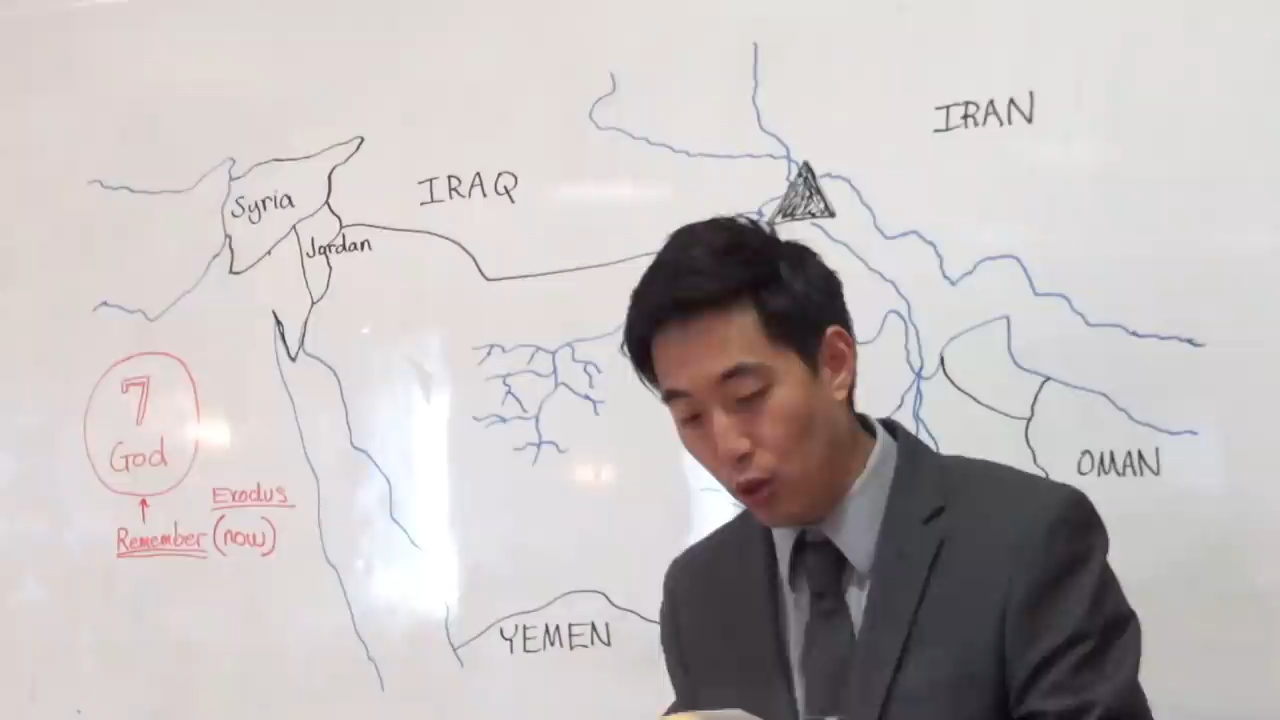 IRAN
IRAQ
Syria
Jordan
7
God
Exodus
Remember (now)
OMAN
YEMEN